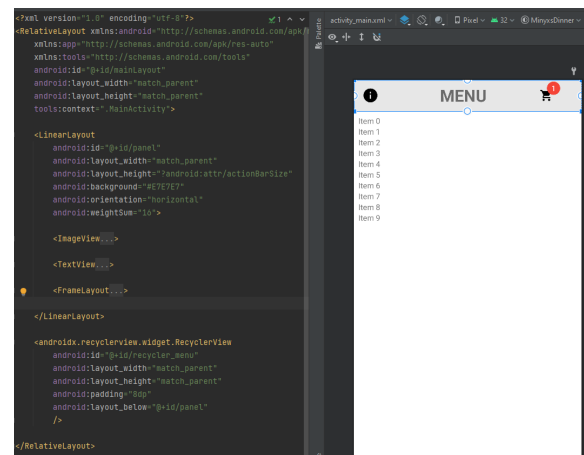 <?xml version="1.0" encoding="utf-8"?>
<RelativeLayout xmlns:android="http://schemas.android.com/apk/
xmlns:app="http://schemas.android.com/apk/res-auto"
xmlns:tools="http://schemas.android.com/tools"
android:id="@+id/mainLayout"
android:layout_width="match_parent"
android:layout_height="match_parent"
tools:context=".MainActivity">
<LinearLayout
android:id="@+id/panel"
android:layout_width="match_parent"
android:layout_height="?android:attr/actionBarSize"
android:background="#E7E7E7"
android:orientation="horizontal"
android:weightSum="16">
<ImageView...>
<TextView...>
<FrameLayout...>
</LinearLayout>
<androidx.recyclerview.widget.RecyclerView
android:id="@+id/recycler_menu"
android:layout_width="match_parent"
android:layout_height="match_parent"
android:padding="8dp"
android:layout_below="@+id/panel"
/>
</RelativeLayout>
1
Palette
activity_main.xml Pixel 32 MinyxsDinner
MENU 1
Item 0
Item 1
Item 2
Item 3
Item 4
Item 5
Item 6
Item 7
Item 8
Item 9